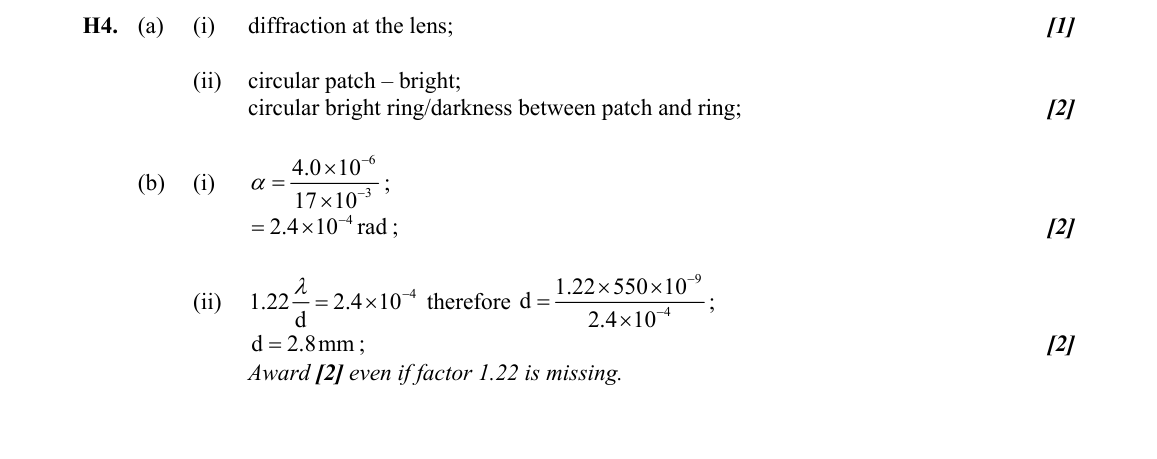 H4. (a) (i) diffraction at the lens; [1]
(ii) circular patch – bright;
circular bright ring/darkness between patch and ring; [2]
(b) (i) α = 4.0×10⁻⁶ / 17×10⁻³ ;
= 2.4×10⁻⁴ rad ; [2]
(ii) 1.22 λ/d = 2.4×10⁻⁴ therefore d = 1.22×550×10⁻⁹ / 2.4×10⁻⁴ ;
d = 2.8 mm ; [2]
Award [2] even if factor 1.22 is missing.